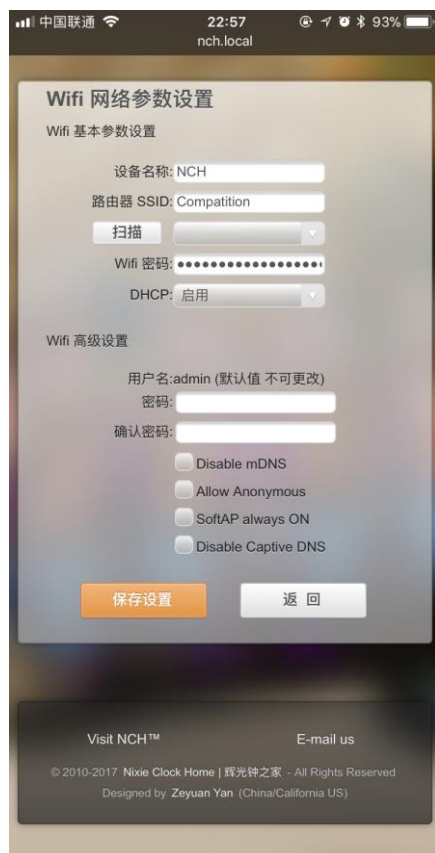 中国联通 22:57 93%
nch.local
Wifi 网络参数设置
Wifi 基本参数设置
设备名称: NCH
路由器 SSID: Compatition
扫描
Wifi 密码: ••••••••••••••••••
DHCP: 启用
Wifi 高级设置
用户名:admin (默认值 不可更改)
密码:
确认密码:
Disable mDNS
Allow Anonymous
SoftAP always ON
Disable Captive DNS
保存设置 返 回
Visit NCH™ E-mail us
© 2010-2017 Nixie Clock Home | 辉光钟之家 - All Rights Reserved
Designed by Zeyuan Yan (China/California US)